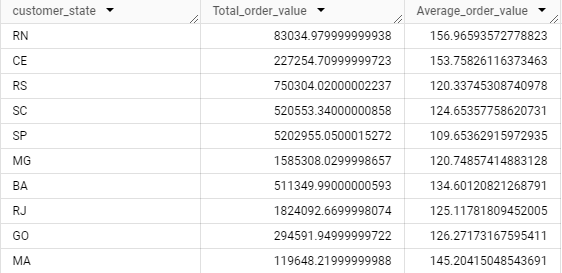 customer_state Total_order_value Average_order_value
RN 83034.979999999938 156.96593572778823
CE 227254.70999999723 153.75826116373463
RS 750304.02000002237 120.33745308740978
SC 520553.34000000858 124.65357758620731
SP 5202955.0500015272 109.65362915972935
MG 1585308.0299998657 120.74857414883128
BA 511349.99000000593 134.60120821268791
RJ 1824092.6699998074 125.11781809452005
GO 294591.94999999722 126.27173167595411
MA 119648.21999999988 145.20415048543691